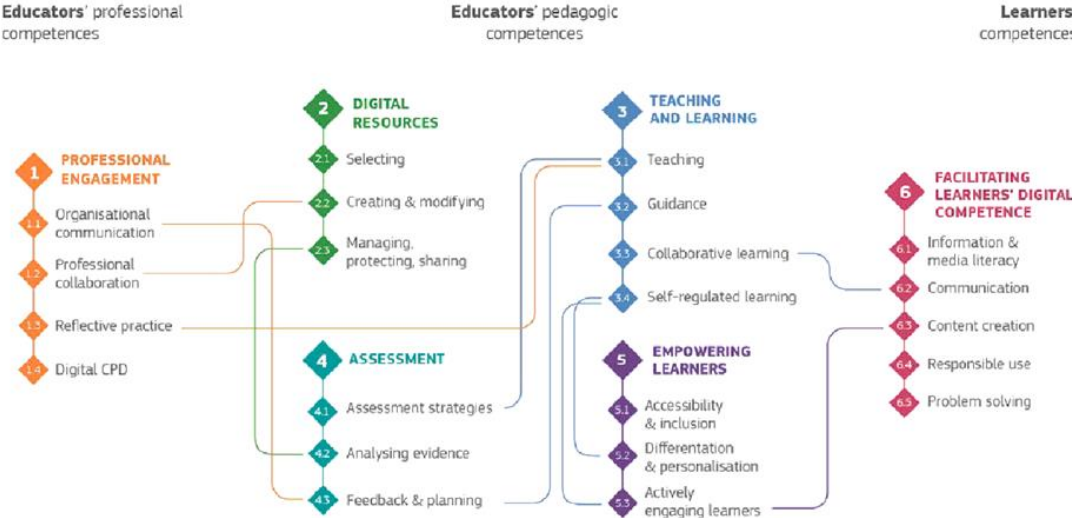 Educators' professional
competences
Educators' pedagogic
competences
Learners
competences
1
PROFESSIONAL
ENGAGEMENT
1.1
Organisational
communication
1.2
Professional
collaboration
1.3
Reflective practice
1.4
Digital CPD
2
DIGITAL
RESOURCES
2.1
Selecting
2.2
Creating & modifying
2.3
Managing,
protecting, sharing
3
TEACHING
AND LEARNING
3.1
Teaching
3.2
Guidance
3.3
Collaborative learning
3.4
Self-regulated learning
4
ASSESSMENT
4.1
Assessment strategies
4.2
Analysing evidence
4.3
Feedback & planning
5
EMPOWERING
LEARNERS
5.1
Accessibility
& inclusion
5.2
Differentation
& personalisation
5.3
Actively
engaging learners
6
FACILITATING
LEARNERS' DIGITAL
COMPETENCE
6.1
Information &
media literacy
6.2
Communication
6.3
Content creation
6.4
Responsible use
6.5
Problem solving